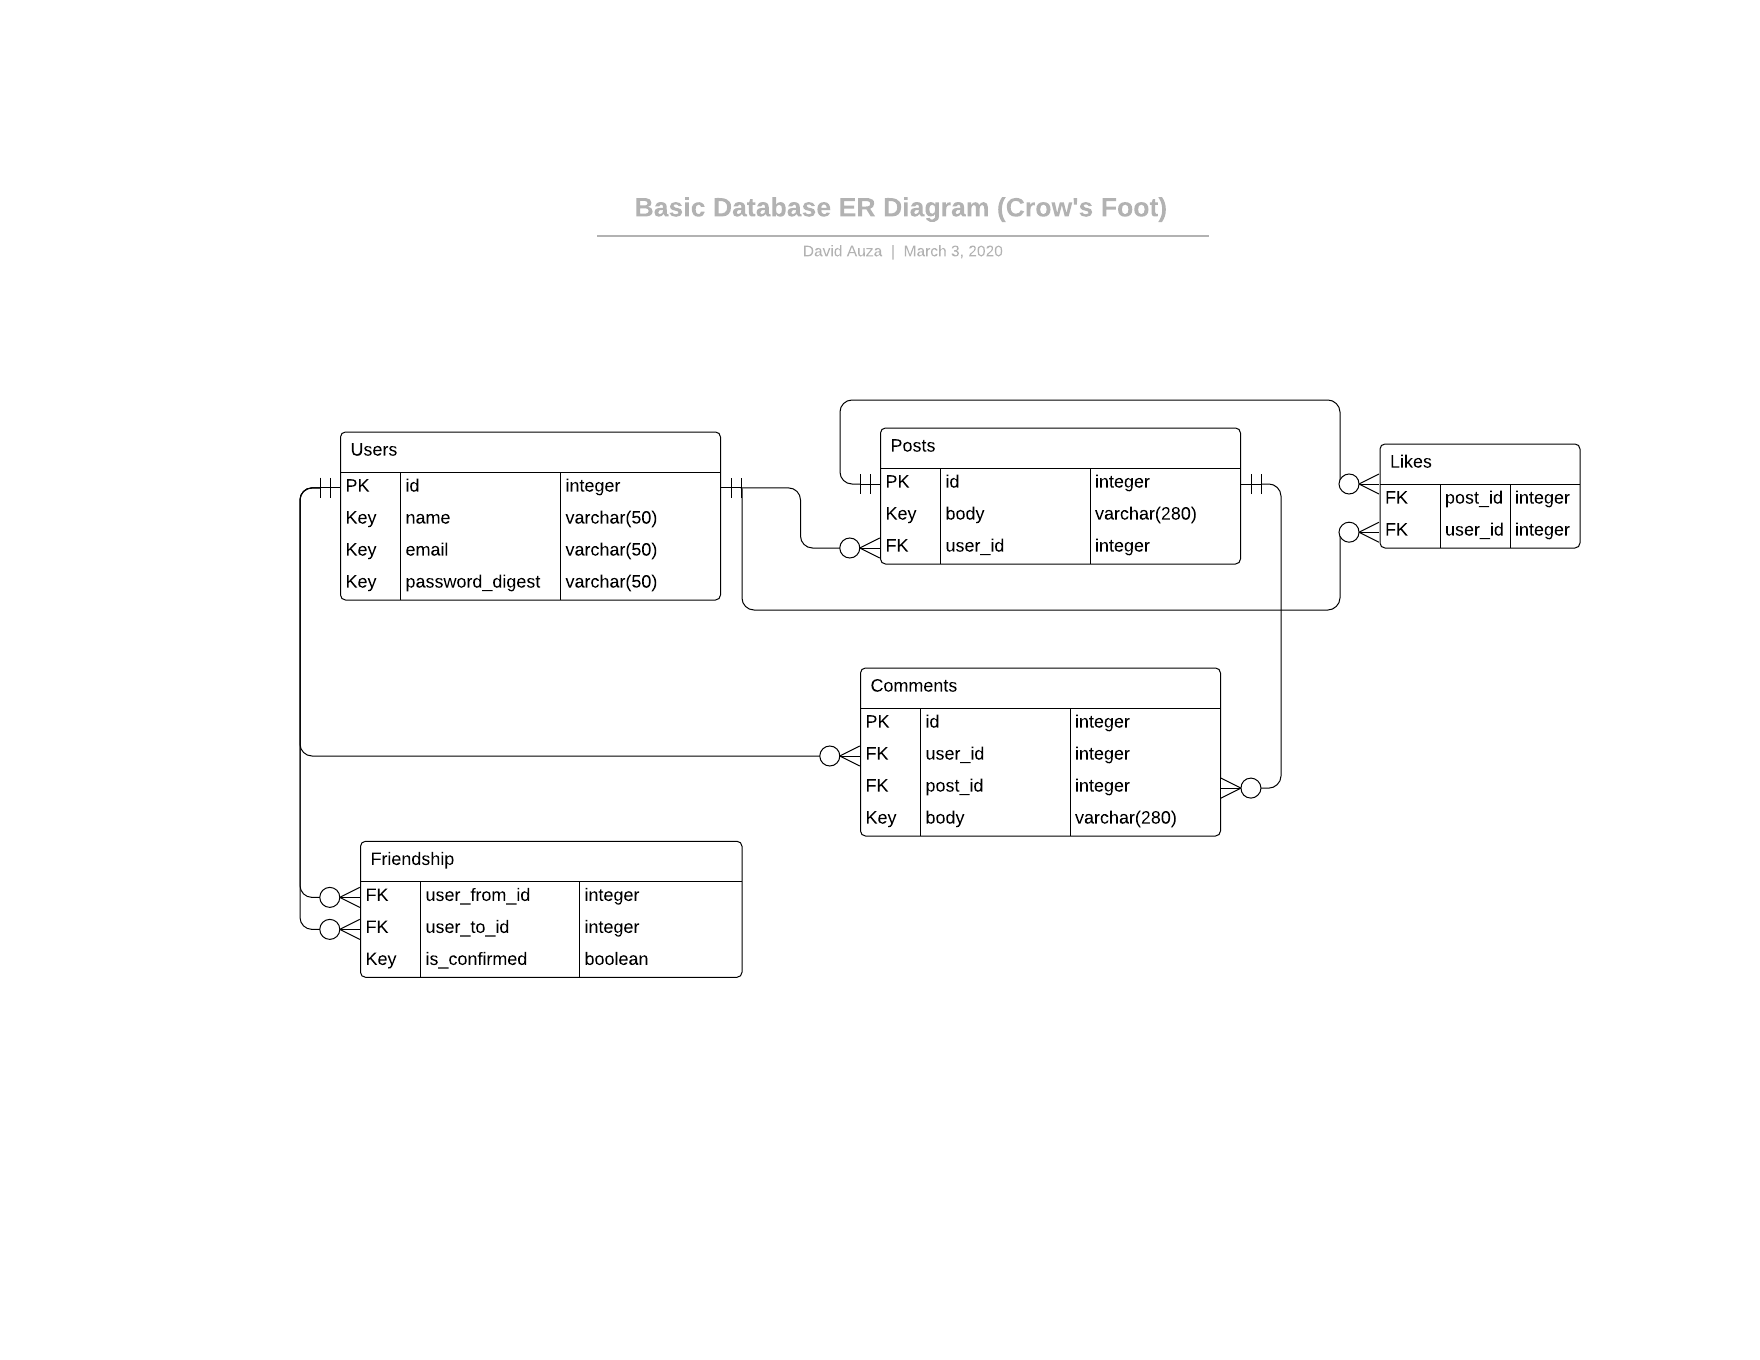 Basic Database ER Diagram (Crow's Foot)
David Auza | March 3, 2020
Users
PK id integer
Key name varchar(50)
Key email varchar(50)
Key password_digest varchar(50)
Posts
PK id integer
Key body varchar(280)
FK user_id integer
Likes
FK post_id integer
FK user_id integer
Comments
PK id integer
FK user_id integer
FK post_id integer
Key body varchar(280)
Friendship
FK user_from_id integer
FK user_to_id integer
Key is_confirmed boolean